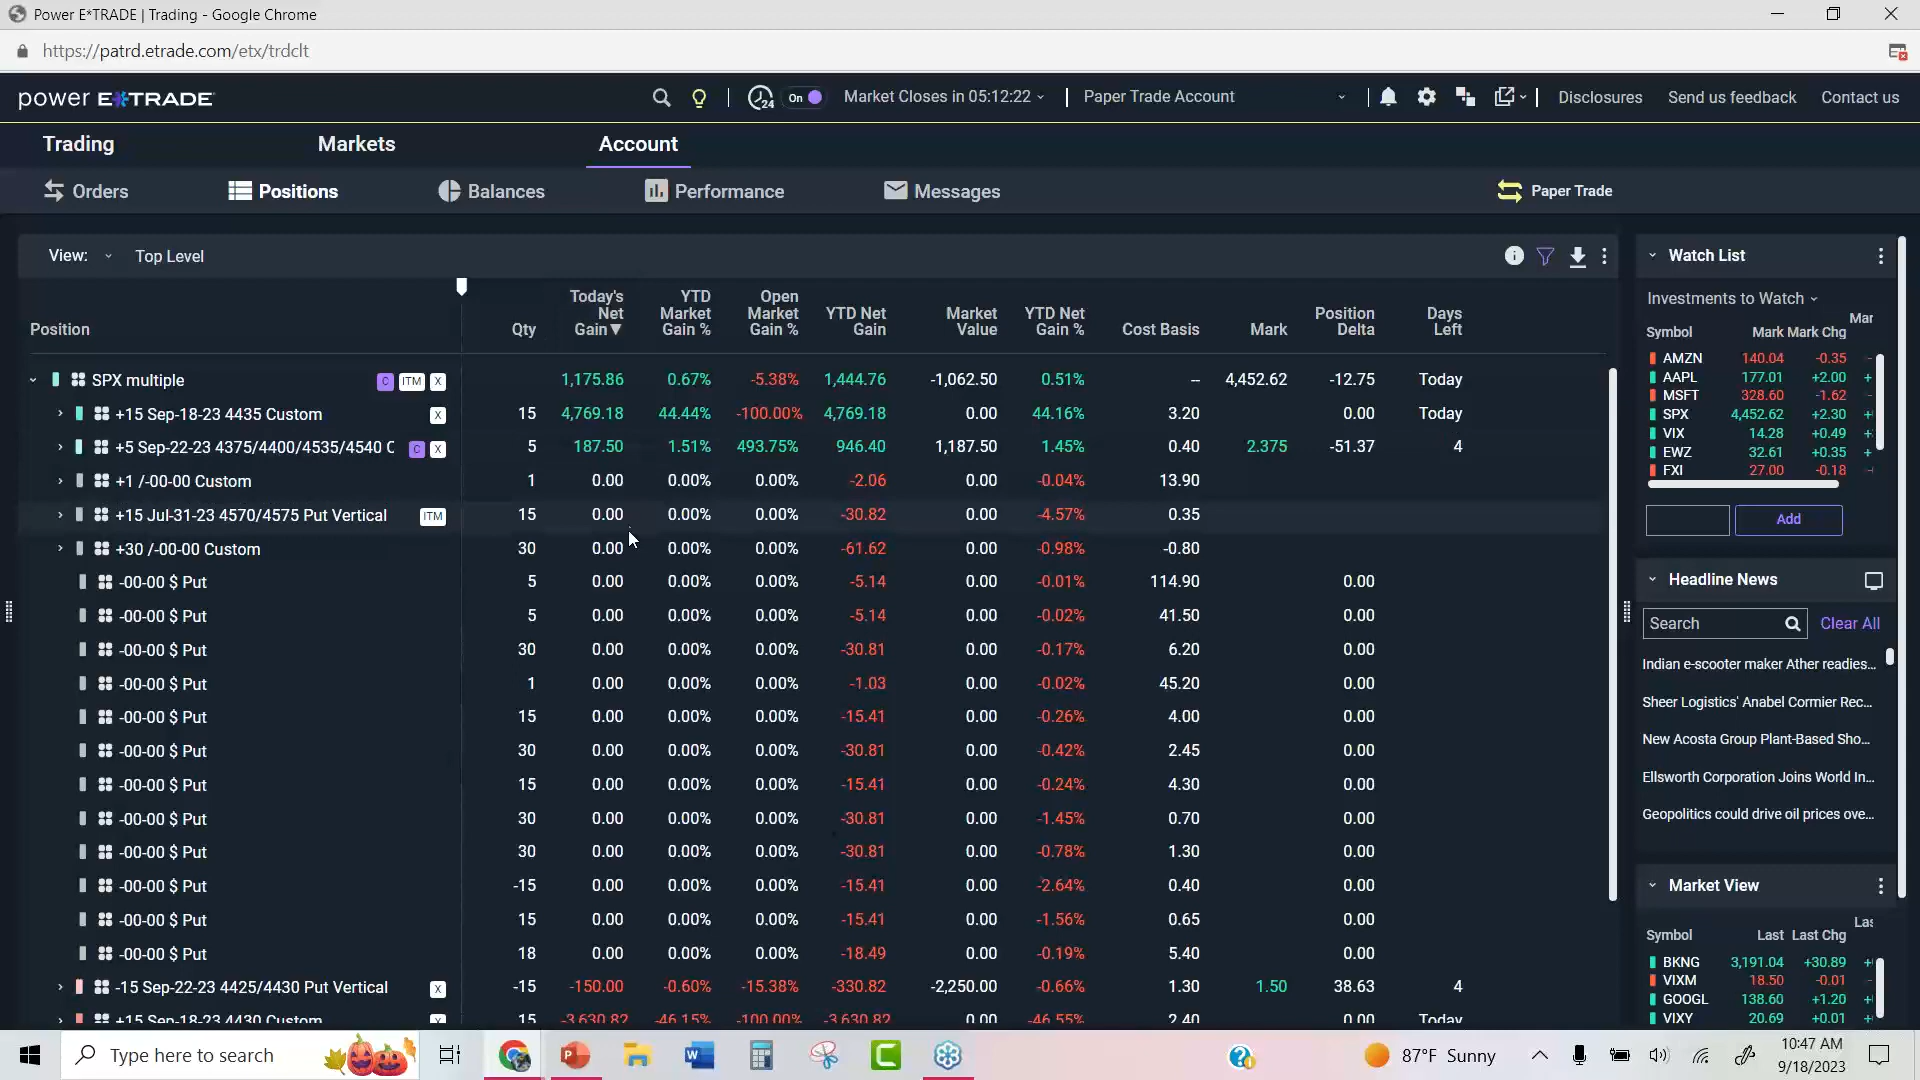 Power E*TRADE | Trading - Google Chrome
https://patrd.etrade.com/etx/trdclt
power E*TRADE
24 On Market Closes in 05:12:22 Paper Trade Account Disclosures Send us feedback Contact us
Trading Markets Account
Orders Positions Balances Performance Messages Paper Trade
View: Top Level
Position Qty Today's Net Gain▼ YTD Market Gain % Open Market Gain % YTD Net Gain Market Value YTD Net Gain % Cost Basis Mark Position Delta Days Left
SPX multiple C ITM X 1,175.86 0.67% -5.38% 1,444.76 -1,062.50 0.51% -- 4,452.62 -12.75 Today
+15 Sep-18-23 4435 Custom X 15 4,769.18 44.44% -100.00% 4,769.18 0.00 44.16% 3.20 0.00 Today
+5 Sep-22-23 4375/4400/4535/4540 C C X 5 187.50 1.51% 493.75% 946.40 1,187.50 1.45% 0.40 2.375 -51.37 4
+1 /-00-00 Custom 1 0.00 0.00% 0.00% -2.06 0.00 -0.04% 13.90
+15 Jul-31-23 4570/4575 Put Vertical ITM 15 0.00 0.00% 0.00% -30.82 0.00 -4.57% 0.35
+30 /-00-00 Custom 30 0.00 0.00% 0.00% -61.62 0.00 -0.98% -0.80
-00-00 $ Put 5 0.00 0.00% 0.00% -5.14 0.00 -0.01% 114.90 0.00
-00-00 $ Put 5 0.00 0.00% 0.00% -5.14 0.00 -0.02% 41.50 0.00
-00-00 $ Put 30 0.00 0.00% 0.00% -30.81 0.00 -0.17% 6.20 0.00
-00-00 $ Put 1 0.00 0.00% 0.00% -1.03 0.00 -0.02% 45.20 0.00
-00-00 $ Put 15 0.00 0.00% 0.00% -15.41 0.00 -0.26% 4.00 0.00
-00-00 $ Put 30 0.00 0.00% 0.00% -30.81 0.00 -0.42% 2.45 0.00
-00-00 $ Put 15 0.00 0.00% 0.00% -15.41 0.00 -0.24% 4.30 0.00
-00-00 $ Put 30 0.00 0.00% 0.00% -30.81 0.00 -1.45% 0.70 0.00
-00-00 $ Put 30 0.00 0.00% 0.00% -30.81 0.00 -0.78% 1.30 0.00
-00-00 $ Put -15 0.00 0.00% 0.00% -15.41 0.00 -2.64% 0.40 0.00
-00-00 $ Put 15 0.00 0.00% 0.00% -15.41 0.00 -1.56% 0.65 0.00
-00-00 $ Put 18 0.00 0.00% 0.00% -18.49 0.00 -0.19% 5.40 0.00
-15 Sep-22-23 4425/4430 Put Vertical X -15 -150.00 -0.60% -15.38% -330.82 -2,250.00 -0.66% 1.30 1.50 38.63 4
+15 Sep-18-23 4430 Custom X 15 -3,630.82 -46.15% -100.00% -3,630.82 0.00 -46.55% 2.40 0.00 Today
Watch List
Investments to Watch
Symbol Mark Mark Chg Mar
AMZN 140.04 -0.35 -
AAPL 177.01 +2.00 +
MSFT 328.60 -1.62 -
SPX 4,452.62 +2.30 +
VIX 14.28 +0.49 +
EWZ 32.61 +0.35 +
FXI 27.00 -0.18 -
Add
Headline News
Search Clear All
Indian e-scooter maker Ather readies...
Sheer Logistics' Anabel Cormier Rec...
New Acosta Group Plant-Based Sho...
Ellsworth Corporation Joins World In...
Geopolitics could drive oil prices ove...
Market View
Symbol Last Last Chg Las
BKNG 3,191.04 +30.89 +
VIXM 18.50 -0.01 -
GOOGL 138.60 +1.20 +
VIXY 20.69 +0.01 +
Type here to search 87°F Sunny 10:47 AM
9/18/2023